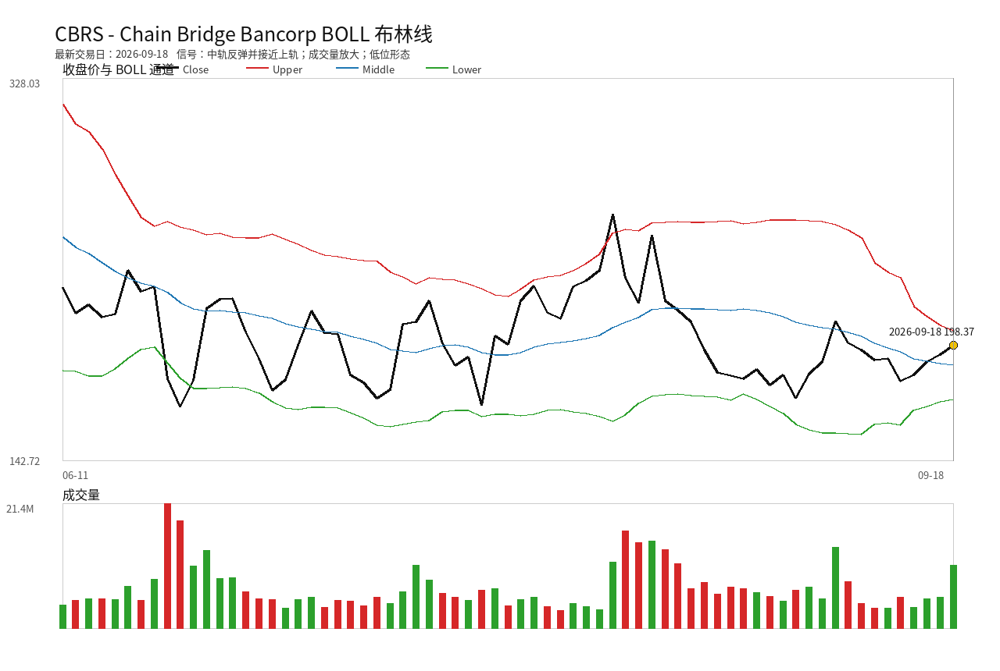 CBRS - Chain Bridge Bancorp BOLL 布林线
最新交易日：2026-09-18 信号：中轨反弹并接近上轨；成交量放大；低位形态
收盘价与 BOLL 通道 Close Upper Middle Lower
328.03
2026-09-18 198.37
142.72
06-11 09-18
成交量
21.4M